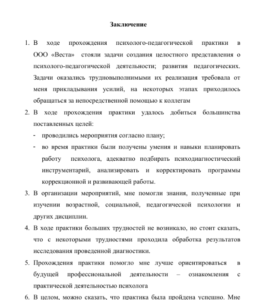 Заключение
1. В ходе прохождения психолого-педагогической практики в
ООО «Веста» стояли задачи создания целостного представления о
психолого-педагогической деятельности; развития педагогических.
Задачи оказались трудновыполнимыми их реализация требовала от
меня прикладывания усилий, на некоторых этапах приходилось
обращаться за непосредственной помощью к коллегам
2. В ходе прохождения практики удалось добиться большинства
поставленных целей:
- проводились мероприятия согласно плану;
- во время практики были получены умения и навыки планировать
работу психолога, адекватно подбирать психодиагностический
инструментарий, анализировать и корректировать программы
коррекционной и развивающей работы.
3. В организации мероприятий, мне помогли знания, полученные при
изучении возрастной, социальной, педагогической психологии и
других дисциплин.
4. В ходе практики больших трудностей не возникало, но стоит сказать,
что с некоторыми трудностями проходила обработка результатов
исследования проведенной диагностики.
5. Прохождения практики помогло мне лучше ориентироваться в
будущей профессиональной деятельности – ознакомления с
практической деятельностью психолога
6. В целом, можно сказать, что практика была пройдена успешно. Мне